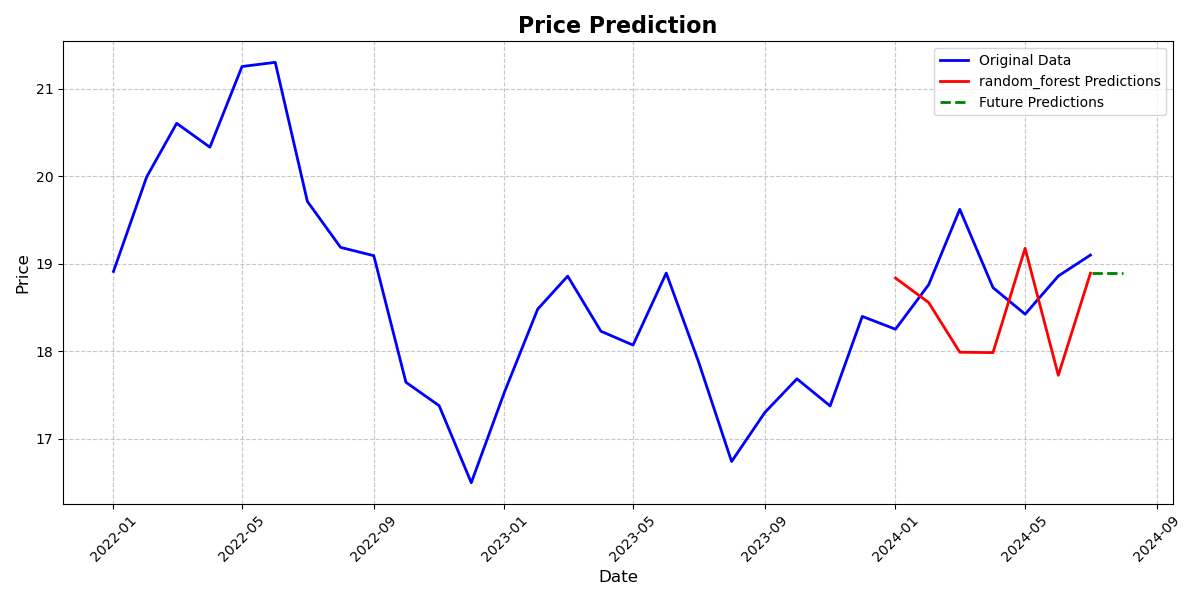 Price Prediction
Original Data
random_forest Predictions
Future Predictions
21
20
19
18
17
Price
2022-01
2022-05
2022-09
2023-01
2023-05
2023-09
2024-01
2024-05
2024-09
Date